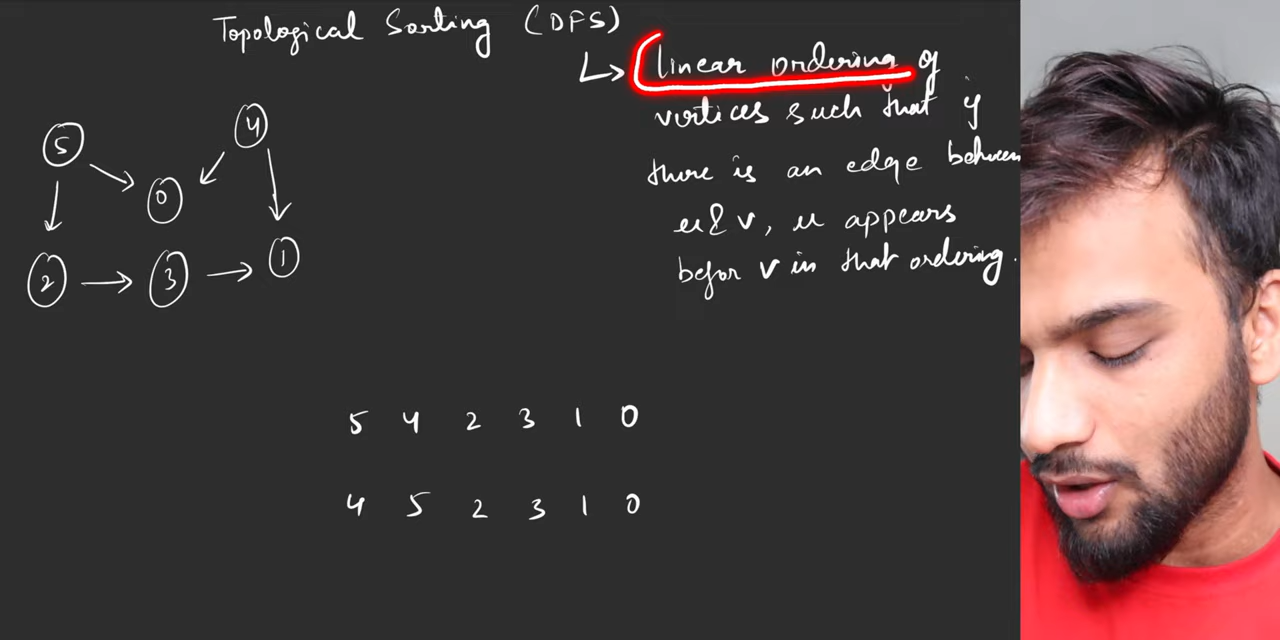 Topological Sorting (DFS)
linear ordering of
vertices such that if
there is an edge between
u & v, u appears
befor v in that ordering.
5
4
0
2
3
1
5 4 2 3 1 0
4 5 2 3 1 0